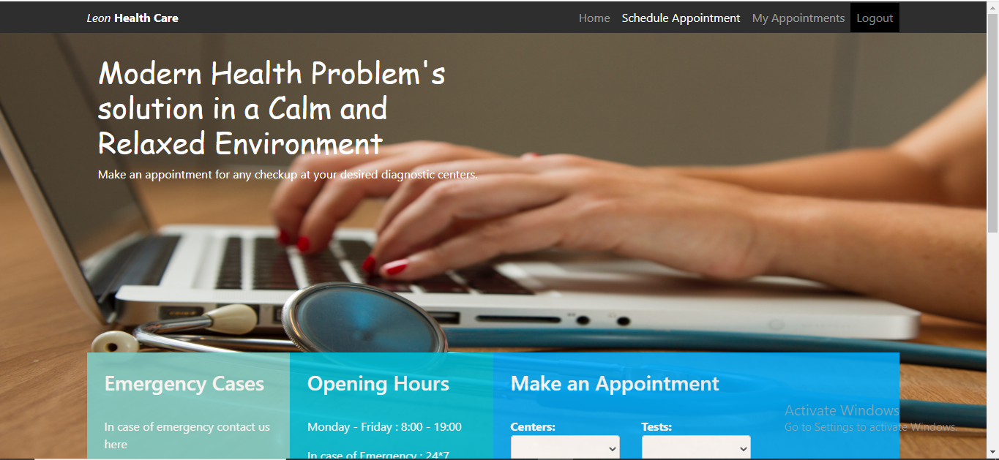 Leon Health Care
Home
Schedule Appointment
My Appointments
Logout
Modern Health Problem's
solution in a Calm and
Relaxed Environment
Make an appointment for any checkup at your desired diagnostic centers.
Emergency Cases
In case of emergency contact us
here
Opening Hours
Monday - Friday : 8:00 - 19:00
In case of Emergency : 24*7
Make an Appointment
Centers:
Tests:
Activate Windows
Go to Settings to activate Windows.